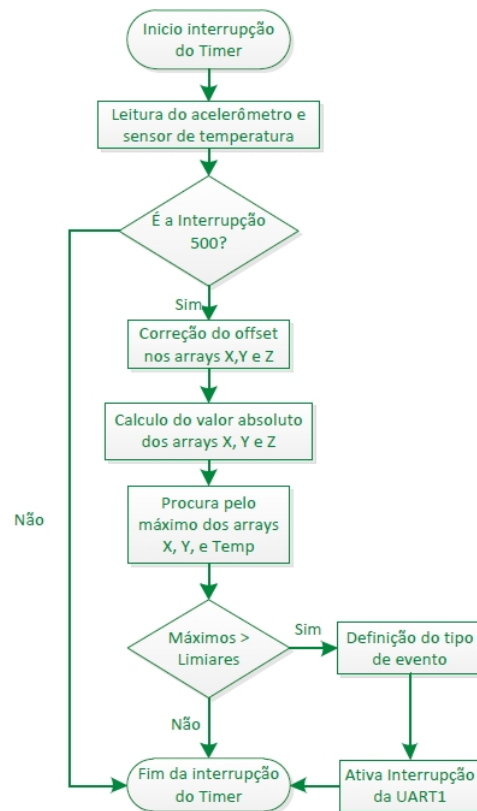 Inicio interrupção
do Timer
Leitura do acelerômetro e
sensor de temperatura
É a Interrupção
500?
Sim
Correção do offset
nos arrays X,Y e Z
Calculo do valor absoluto
dos arrays X, Y e Z
Procura pelo
máximo dos arrays
X, Y, e Temp
Não
Máximos >
Limiares
Sim
Definição do tipo
de evento
Não
Fim da interrupção
do Timer
Ativa Interrupção
da UART1